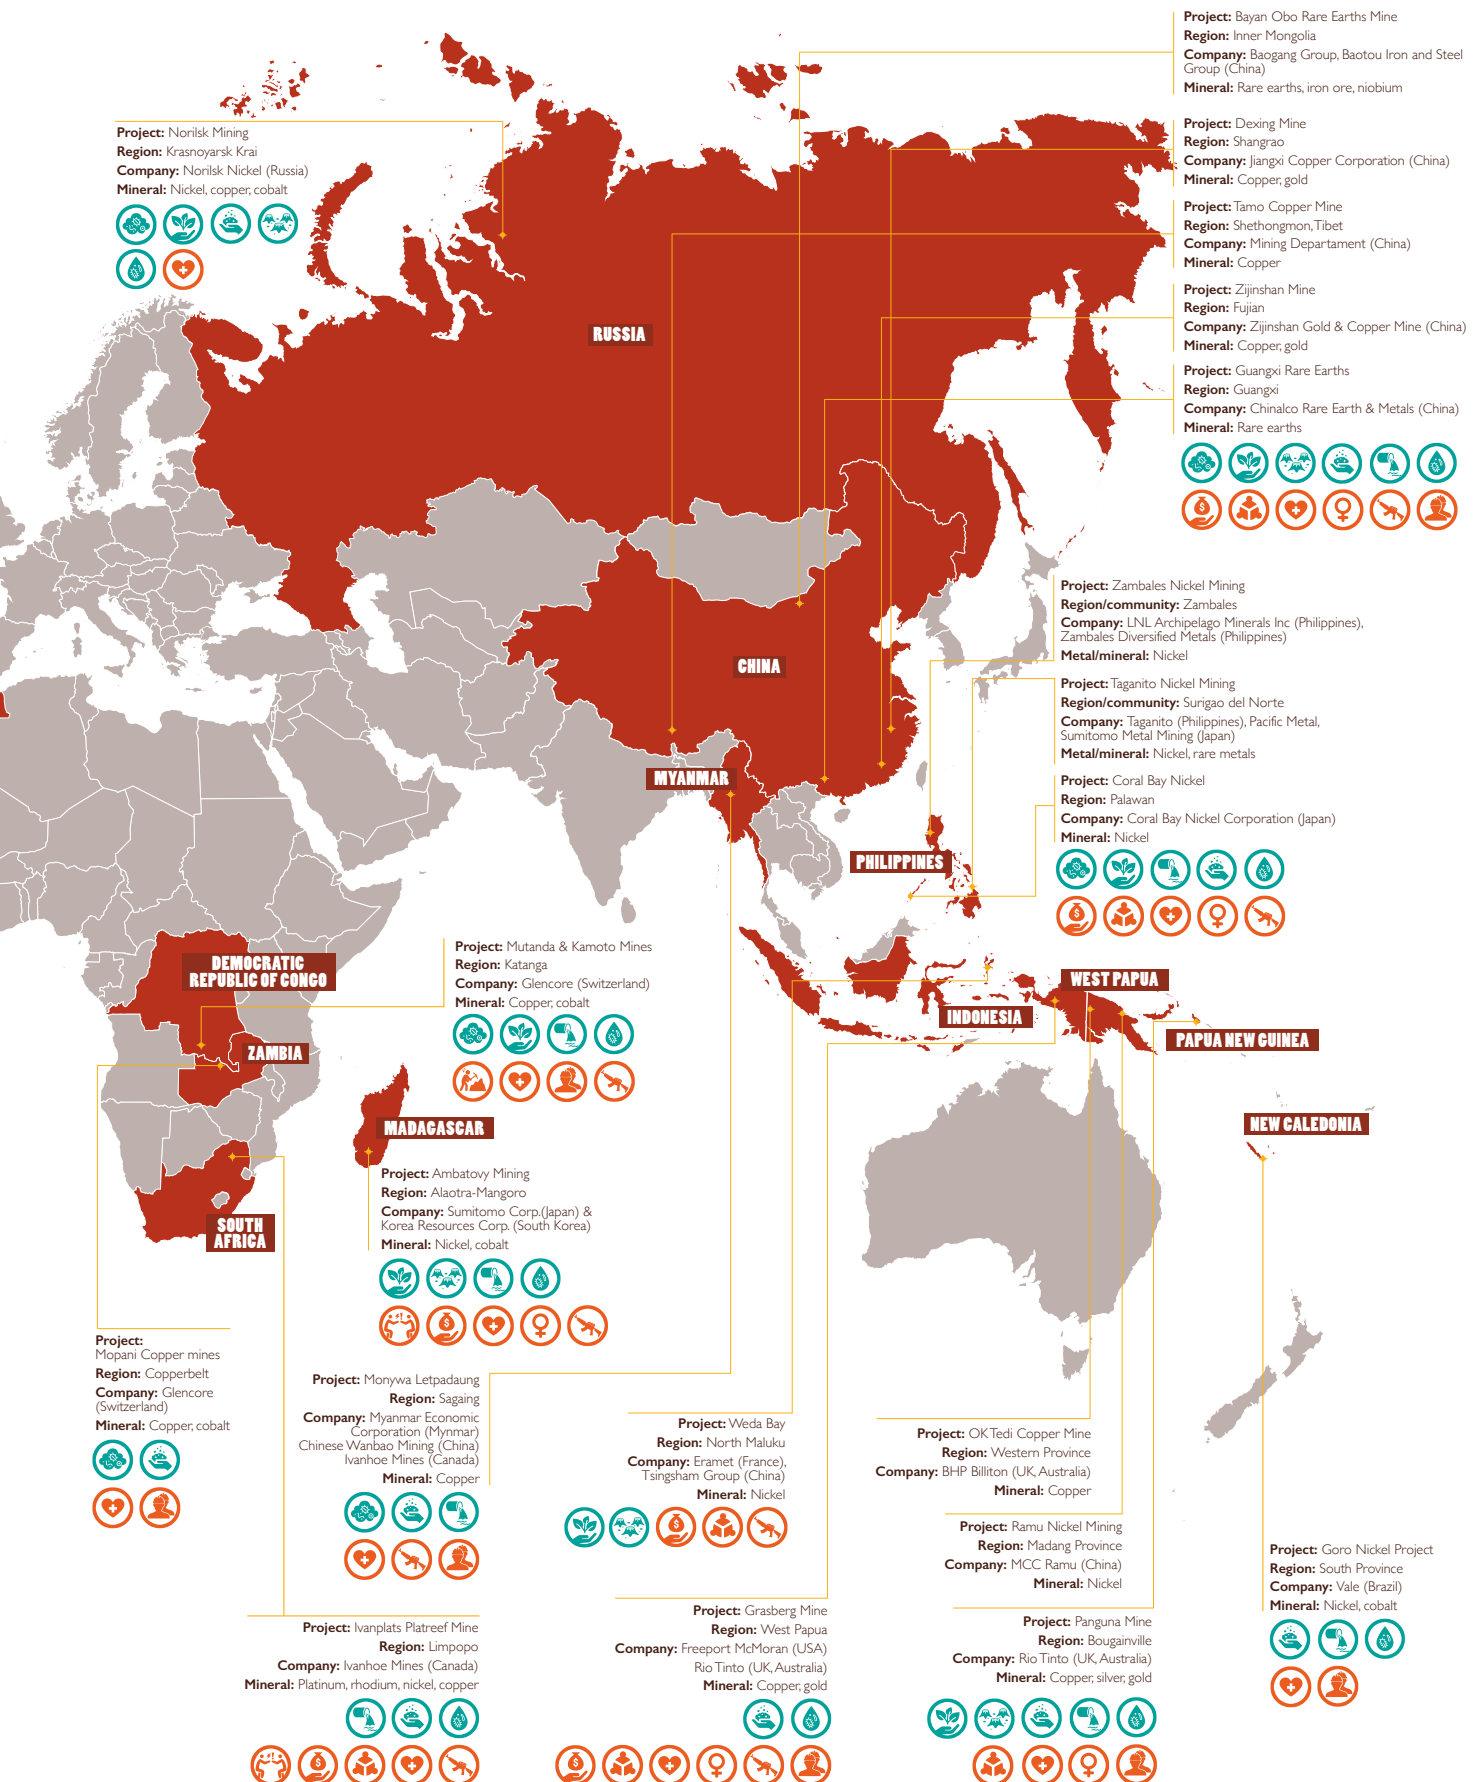 Project: Bayan Obo Rare Earths Mine
Region: Inner Mongolia
Company: Baogang Group, Baotou Iron and Steel
Group (China)
Mineral: Rare earths, iron ore, niobium
Project: Dexing Mine
Region: Shangrao
Company: Jiangxi Copper Corporation (China)
Mineral: Copper, gold
Project: Tamo Copper Mine
Region: Shethongmon, Tibet
Company: Mining Departament (China)
Mineral: Copper
Project: Zijinshan Mine
Region: Fujian
Company: Zijinshan Gold & Copper Mine (China)
Mineral: Copper, gold
Project: Guangxi Rare Earths
Region: Guangxi
Company: Chinalco Rare Earth & Metals (China)
Mineral: Rare earths
Project: Norilsk Mining
Region: Krasnoyarsk Krai
Company: Norilsk Nickel (Russia)
Mineral: Nickel, copper, cobalt
RUSSIA
CHINA
MYANMAR
PHILIPPINES
Project: Zambales Nickel Mining
Region/community: Zambales
Company: LNL Archipelago Minerals Inc (Philippines),
Zambales Diversified Metals (Philippines)
Metal/mineral: Nickel
Project: Taganito Nickel Mining
Region/community: Surigao del Norte
Company: Taganito (Philippines), Pacific Metal,
Sumitomo Metal Mining (Japan)
Metal/mineral: Nickel, rare metals
Project: Coral Bay Nickel
Region: Palawan
Company: Coral Bay Nickel Corporation (Japan)
Mineral: Nickel
DEMOCRATIC
REPUBLIC OF CONGO
Project: Mutanda & Kamoto Mines
Region: Katanga
Company: Glencore (Switzerland)
Mineral: Copper, cobalt
WEST PAPUA
INDONESIA
PAPUA NEW GUINEA
ZAMBIA
MADAGASCAR
NEW CALEDONIA
SOUTH
AFRICA
Project: Ambatovy Mining
Region: Alaotra-Mangoro
Company: Sumitomo Corp.(Japan) &
Korea Resources Corp. (South Korea)
Mineral: Nickel, cobalt
Project:
Mopani Copper mines
Region: Copperbelt
Company: Glencore
(Switzerland)
Mineral: Copper, cobalt
Project: Monywa Letpadaung
Region: Sagaing
Company: Myanmar Economic
Corporation (Mynmar)
Chinese Wanbao Mining (China)
Ivanhoe Mines (Canada)
Mineral: Copper
Project: Weda Bay
Region: North Maluku
Company: Eramet (France),
Tsingsham Group (China)
Mineral: Nickel
Project: OK Tedi Copper Mine
Region: Western Province
Company: BHP Billiton (UK, Australia)
Mineral: Copper
Project: Ramu Nickel Mining
Region: Madang Province
Company: MCC Ramu (China)
Mineral: Nickel
Project: Goro Nickel Project
Region: South Province
Company: Vale (Brazil)
Mineral: Nickel, cobalt
Project: Ivanplats Platreef Mine
Region: Limpopo
Company: Ivanhoe Mines (Canada)
Mineral: Platinum, rhodium, nickel, copper
Project: Grasberg Mine
Region: West Papua
Company: Freeport McMoran (USA)
Rio Tinto (UK, Australia)
Mineral: Copper, gold
Project: Panguna Mine
Region: Bougainville
Company: Rio Tinto (UK, Australia)
Mineral: Copper, silver, gold